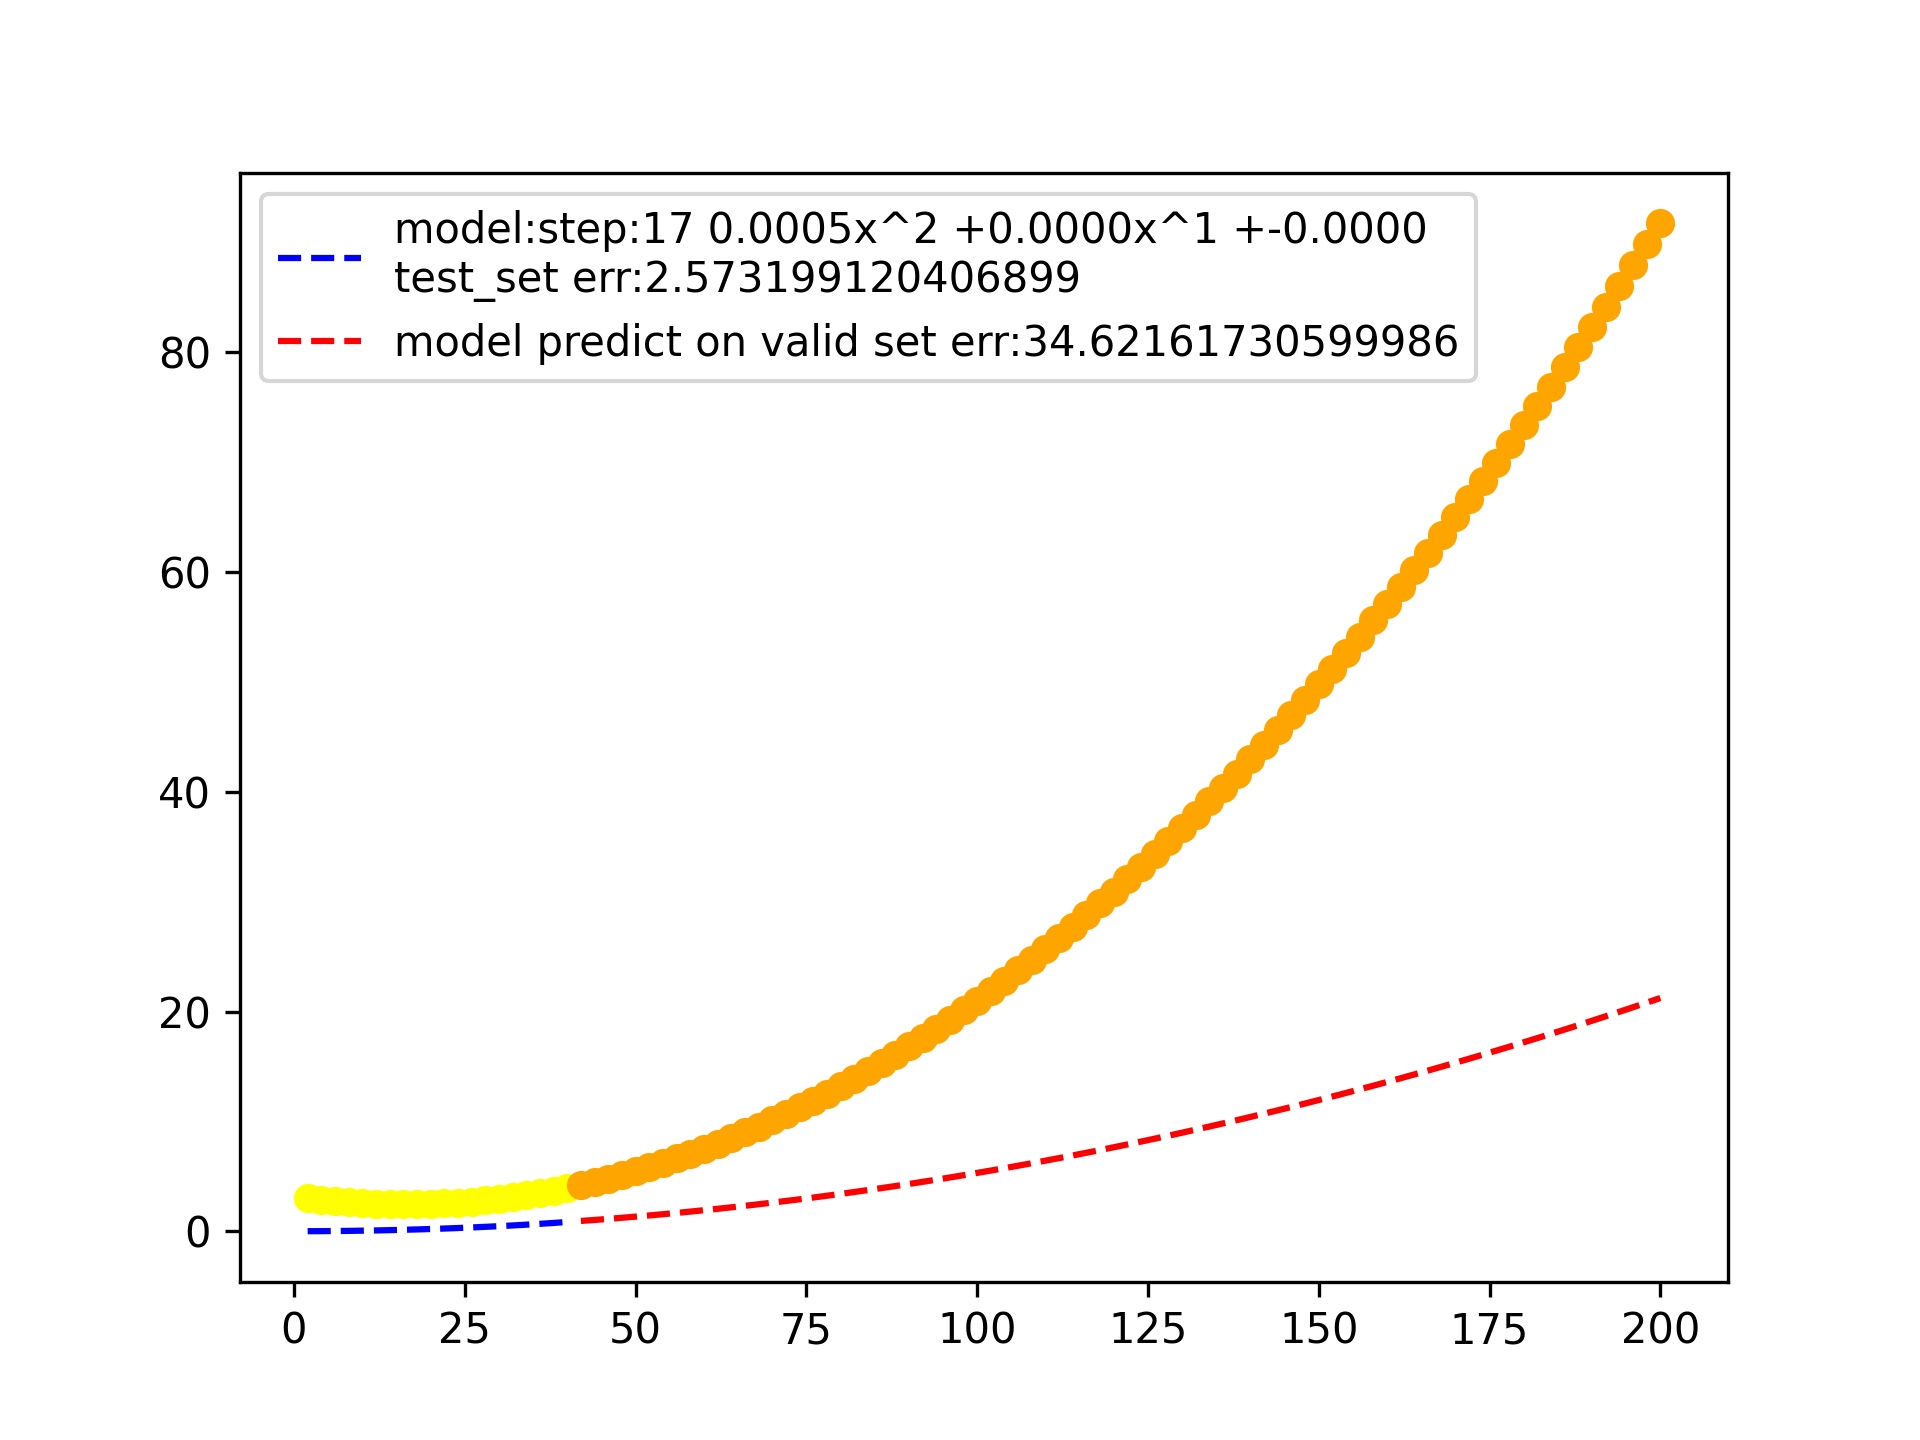 model:step:17 0.0005x^2 +0.0000x^1 +-0.0000
test_set err:2.573199120406899
model predict on valid set err:34.62161730599986
80
60
40
20
0
0 25 50 75 100 125 150 175 200